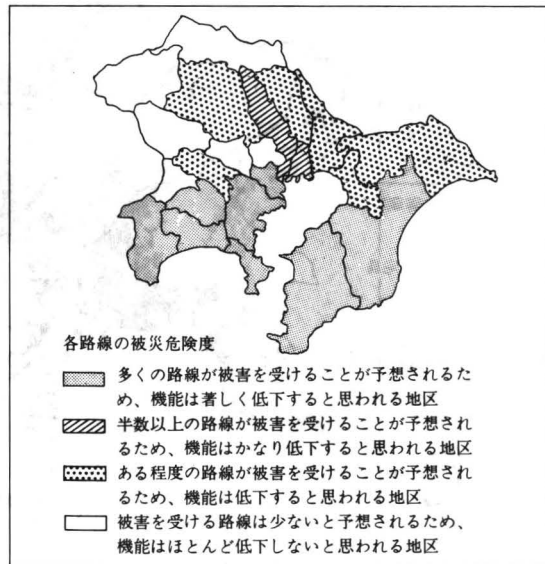 各路線の被災危険度
多くの路線が被害を受けることが予想されるた
め、機能は著しく低下すると思われる地区
半数以上の路線が被害を受けることが予想され
るため、機能はかなり低下すると思われる地区
ある程度の路線が被害を受けることが予想され
るため、機能は低下すると思われる地区
被害を受ける路線は少ないと予想されるため、
機能はほとんど低下しないと思われる地区